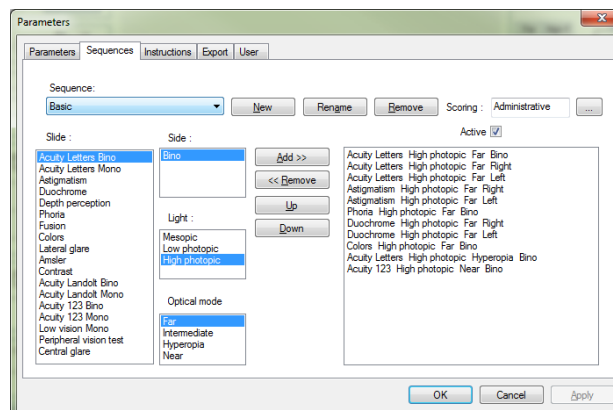 Parameters
Parameters Sequences Instructions Export User
Sequence:
Basic New Rename Remove Scoring : Administrative ...
Active
Slide :
Acuity Letters Bino
Acuity Letters Mono
Astigmatism
Duochrome
Depth perception
Phoria
Fusion
Colors
Lateral glare
Amsler
Contrast
Acuity Landolt Bino
Acuity Landolt Mono
Acuity 123 Bino
Acuity 123 Mono
Low vision Mono
Peripheral vision test
Central glare
Side :
Bino
Light :
Mesopic
Low photopic
High photopic
Optical mode
Far
Intermediate
Hyperopia
Near
Add >>
<< Remove
Up
Down
Acuity Letters High photopic Far Bino
Acuity Letters High photopic Far Right
Acuity Letters High photopic Far Left
Astigmatism High photopic Far Right
Astigmatism High photopic Far Left
Phoria High photopic Far Bino
Duochrome High photopic Far Right
Duochrome High photopic Far Left
Colors High photopic Far Bino
Acuity Letters High photopic Hyperopia Bino
Acuity 123 High photopic Near Bino
OK Cancel Apply